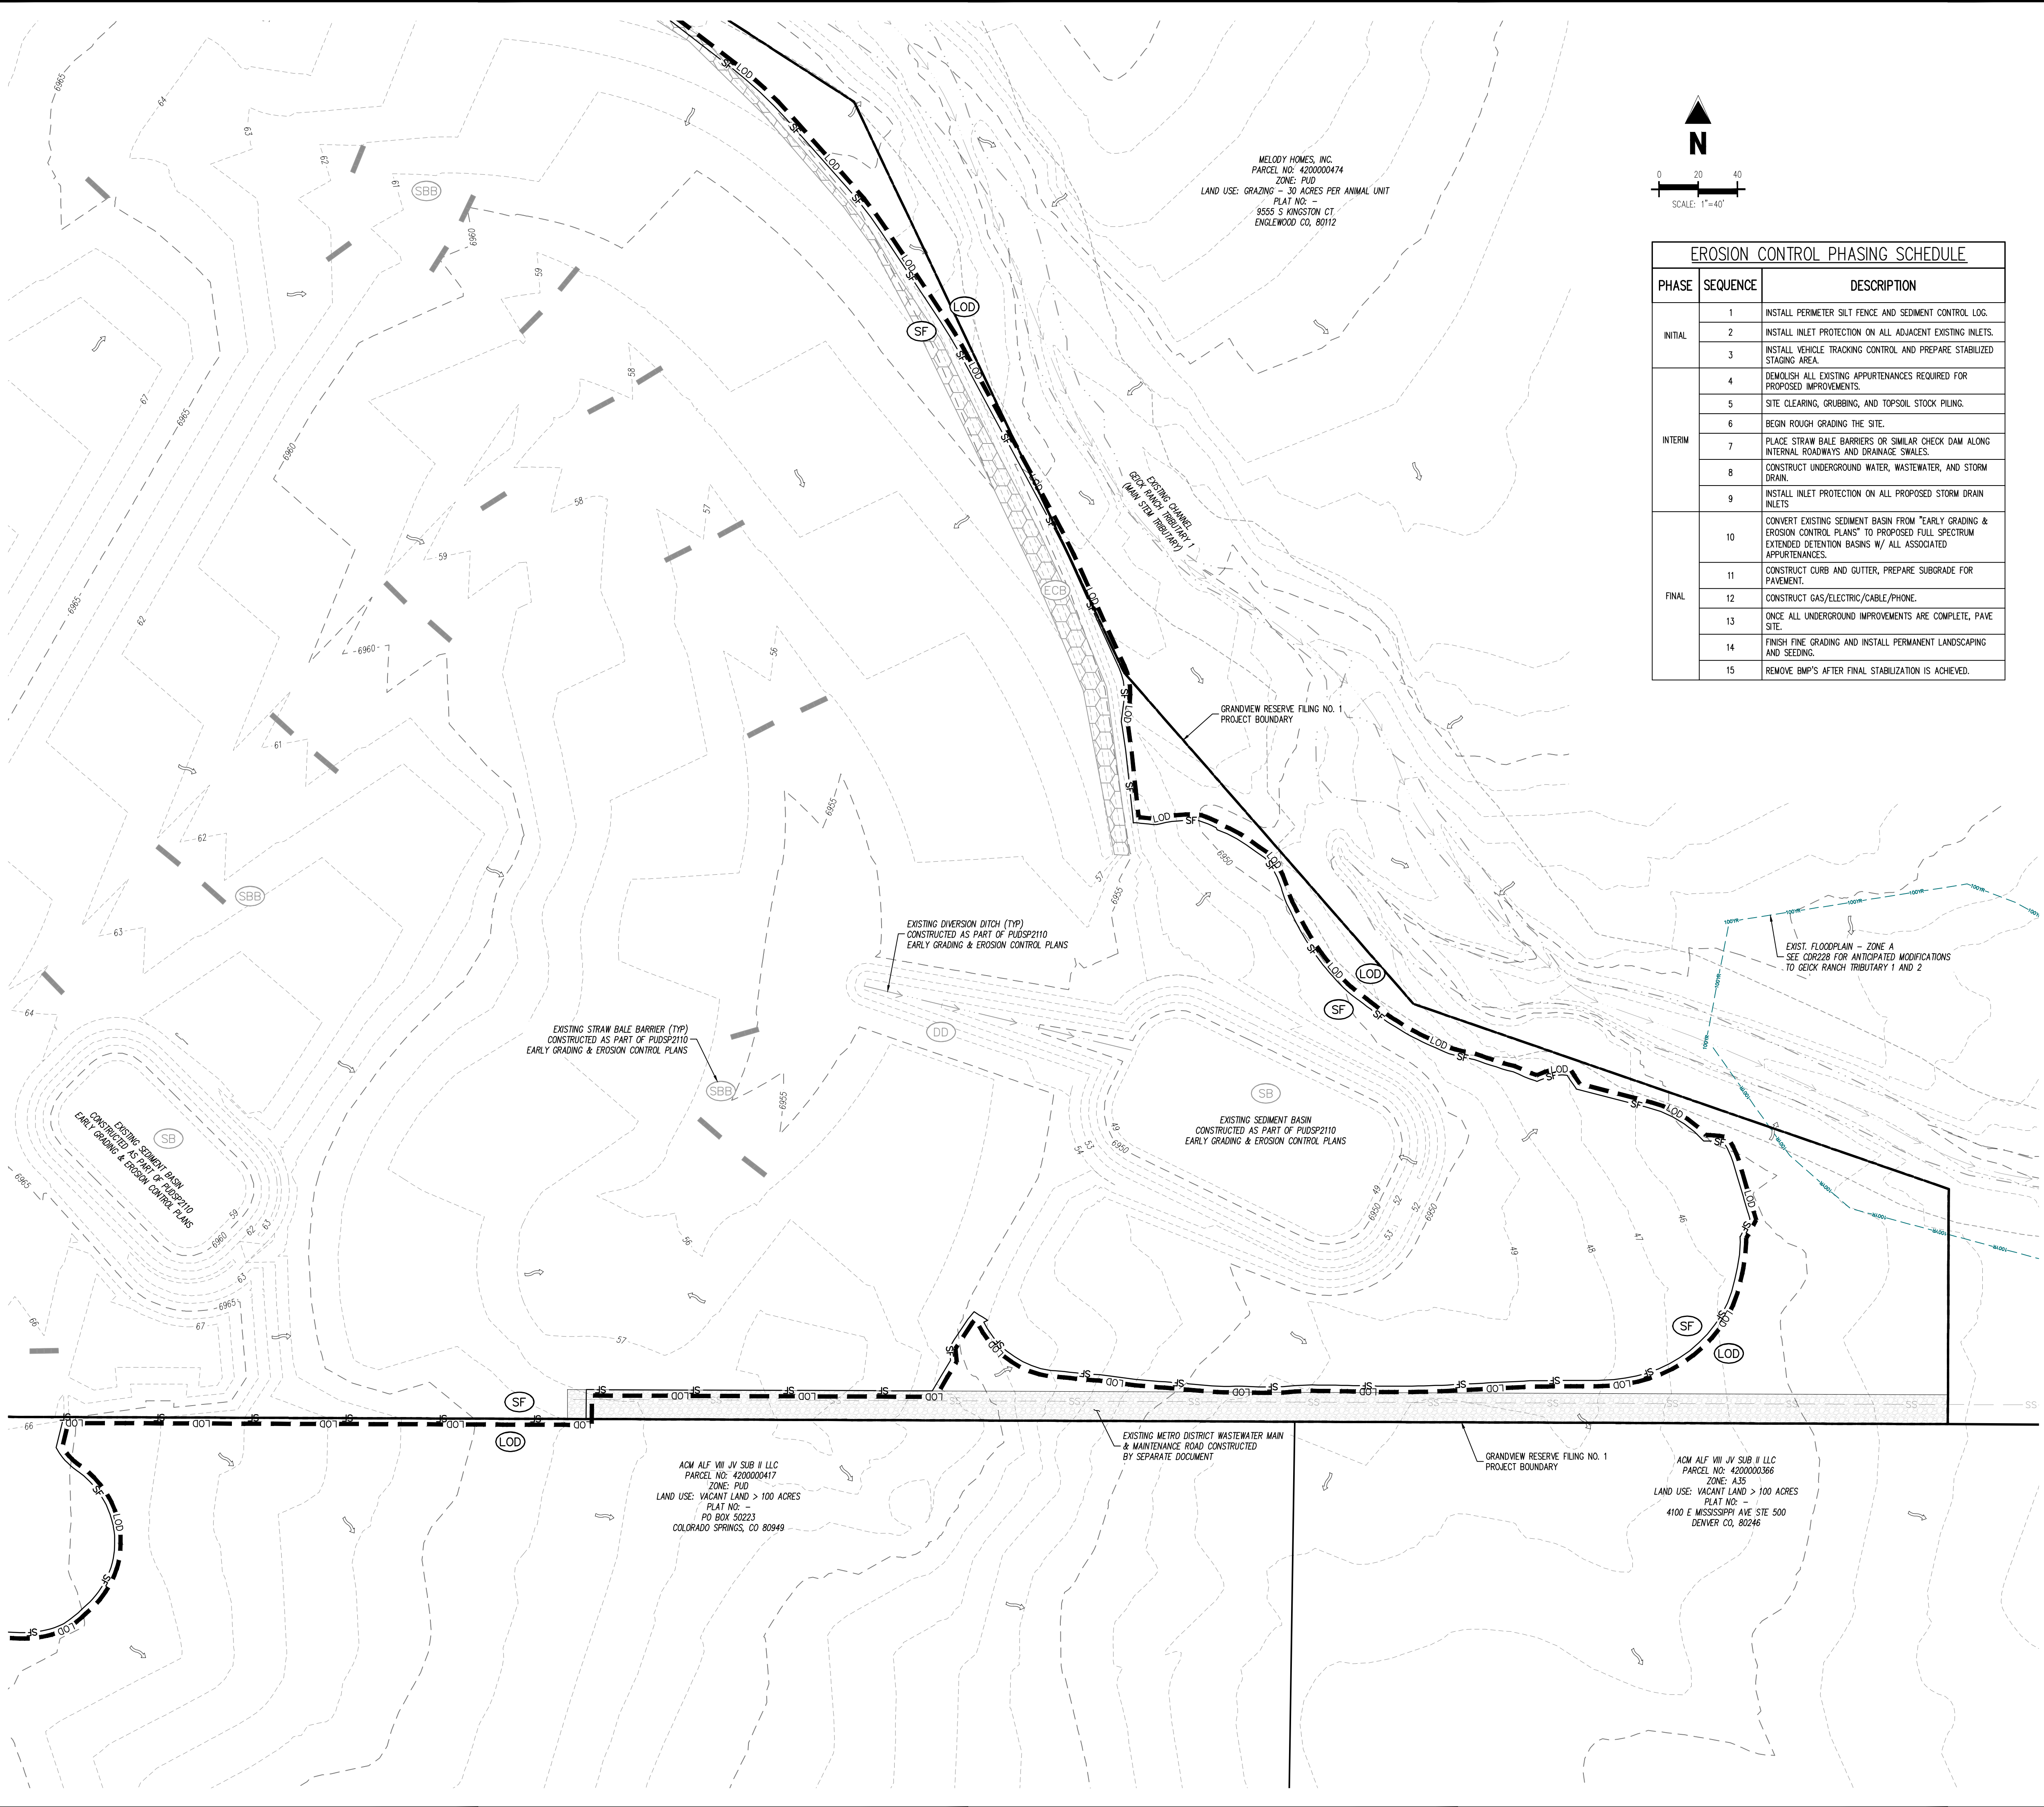 N
0 20 40
SCALE: 1"=40'
MELODY HOMES, INC.
PARCEL NO: 4200000474
ZONE: PUD
LAND USE: GRAZING - 30 ACRES PER ANIMAL UNIT
PLAT NO: -
9555 S KINGSTON CT
ENGLEWOOD CO, 80112
EROSION CONTROL PHASING SCHEDULE
PHASE SEQUENCE DESCRIPTION
INITIAL
1 INSTALL PERIMETER SILT FENCE AND SEDIMENT CONTROL LOG.
2 INSTALL INLET PROTECTION ON ALL ADJACENT EXISTING INLETS.
3 INSTALL VEHICLE TRACKING CONTROL AND PREPARE STABILIZED
STAGING AREA.
INTERIM
4 DEMOLISH ALL EXISTING APPURTENANCES REQUIRED FOR
PROPOSED IMPROVEMENTS.
5 SITE CLEARING, GRUBBING, AND TOPSOIL STOCK PILING.
6 BEGIN ROUGH GRADING THE SITE.
7 PLACE STRAW BALE BARRIERS OR SIMILAR CHECK DAM ALONG
INTERNAL ROADWAYS AND DRAINAGE SWALES.
8 CONSTRUCT UNDERGROUND WATER, WASTEWATER, AND STORM
DRAIN.
9 INSTALL INLET PROTECTION ON ALL PROPOSED STORM DRAIN
INLETS
FINAL
10 CONVERT EXISTING SEDIMENT BASIN FROM "EARLY GRADING &
EROSION CONTROL PLANS" TO PROPOSED FULL SPECTRUM
EXTENDED DETENTION BASINS W/ ALL ASSOCIATED
APPURTENANCES.
11 CONSTRUCT CURB AND GUTTER, PREPARE SUBGRADE FOR
PAVEMENT.
12 CONSTRUCT GAS/ELECTRIC/CABLE/PHONE.
13 ONCE ALL UNDERGROUND IMPROVEMENTS ARE COMPLETE, PAVE
SITE.
14 FINISH FINE GRADING AND INSTALL PERMANENT LANDSCAPING
AND SEEDING.
15 REMOVE BMP'S AFTER FINAL STABILIZATION IS ACHIEVED.
SBB
LOD
SF
EXISTING CHANNEL
GEICK RANCH TRIBUTARY 1
(MAIN STEM TRIBUTARY)
ECB
GRANDVIEW RESERVE FILING NO. 1
PROJECT BOUNDARY
SBB
EXISTING DIVERSION DITCH (TYP)
CONSTRUCTED AS PART OF PUDSP2110
EARLY GRADING & EROSION CONTROL PLANS
DD
EXIST. FLOODPLAIN - ZONE A
SEE CDR228 FOR ANTICIPATED MODIFICATIONS
TO GEICK RANCH TRIBUTARY 1 AND 2
LOD
SF
EXISTING STRAW BALE BARRIER (TYP)
CONSTRUCTED AS PART OF PUDSP2110
EARLY GRADING & EROSION CONTROL PLANS
SBB
SB
EXISTING SEDIMENT BASIN
CONSTRUCTED AS PART OF PUDSP2110
EARLY GRADING & EROSION CONTROL PLANS
SB
EXISTING SEDIMENT BASIN
CONSTRUCTED AS PART OF PUDSP2110
EARLY GRADING & EROSION CONTROL PLANS
SF
LOD
SF
LOD
EXISTING METRO DISTRICT WASTEWATER MAIN
& MAINTENANCE ROAD CONSTRUCTED
BY SEPARATE DOCUMENT
GRANDVIEW RESERVE FILING NO. 1
PROJECT BOUNDARY
ACM ALF VIII JV SUB II LLC
PARCEL NO: 4200000417
ZONE: PUD
LAND USE: VACANT LAND > 100 ACRES
PLAT NO: -
PO BOX 50223
COLORADO SPRINGS, CO 80949
ACM ALF VIII JV SUB II LLC
PARCEL NO: 4200000366
ZONE: A35
LAND USE: VACANT LAND > 100 ACRES
PLAT NO: -
4100 E MISSISSIPPI AVE STE 500
DENVER CO, 80246